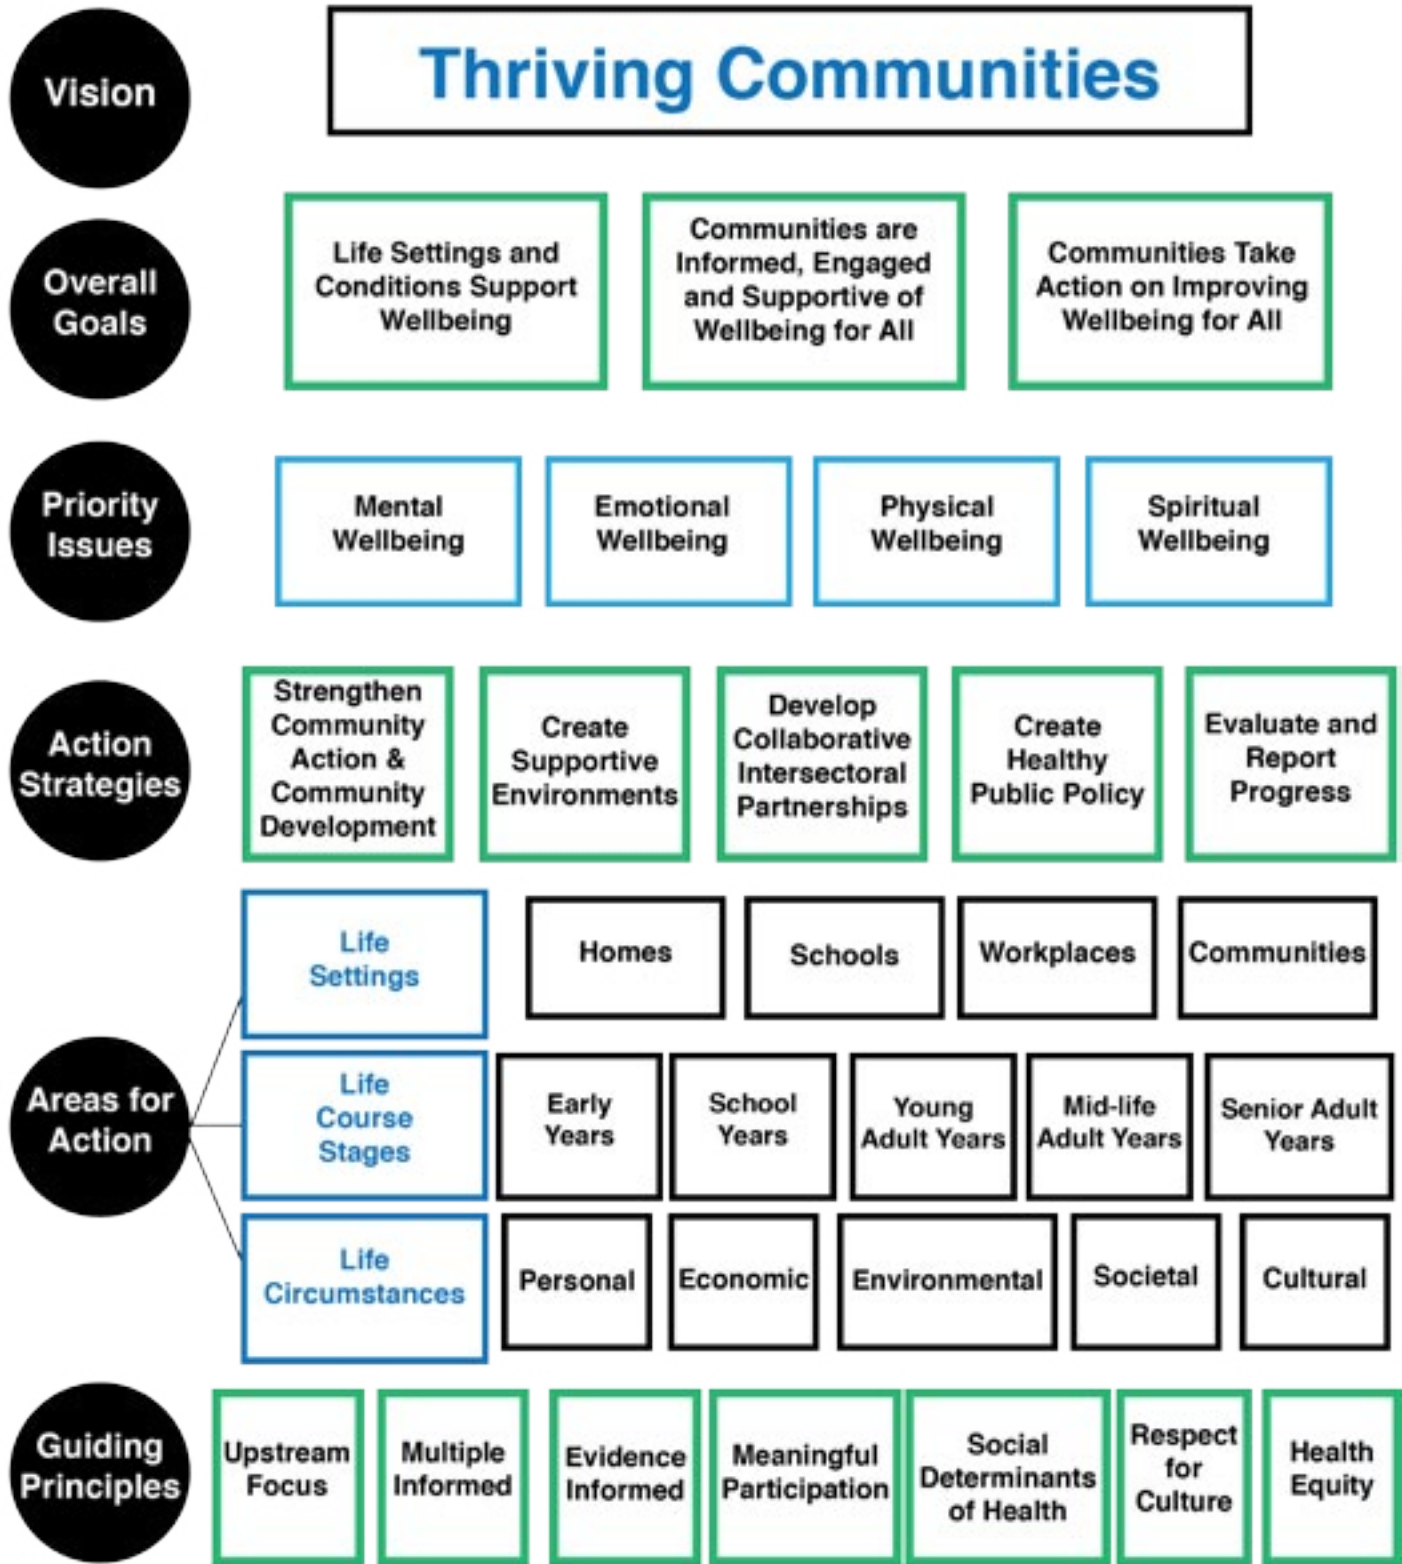 Vision
Thriving Communities
Overall
Goals
Life Settings and
Conditions Support
Wellbeing
Communities are
Informed, Engaged
and Supportive of
Wellbeing for All
Communities Take
Action on Improving
Wellbeing for All
Priority
Issues
Mental
Wellbeing
Emotional
Wellbeing
Physical
Wellbeing
Spiritual
Wellbeing
Action
Strategies
Strengthen
Community
Action &
Community
Development
Create
Supportive
Environments
Develop
Collaborative
Intersectoral
Partnerships
Create
Healthy
Public Policy
Evaluate and
Report
Progress
Areas for
Action
Life
Settings
Homes
Schools
Workplaces
Communities
Life
Course
Stages
Early
Years
School
Years
Young
Adult Years
Mid-life
Adult Years
Senior Adult
Years
Life
Circumstances
Personal
Economic
Environmental
Societal
Cultural
Guiding
Principles
Upstream
Focus
Multiple
Informed
Evidence
Informed
Meaningful
Participation
Social
Determinants
of Health
Respect
for
Culture
Health
Equity